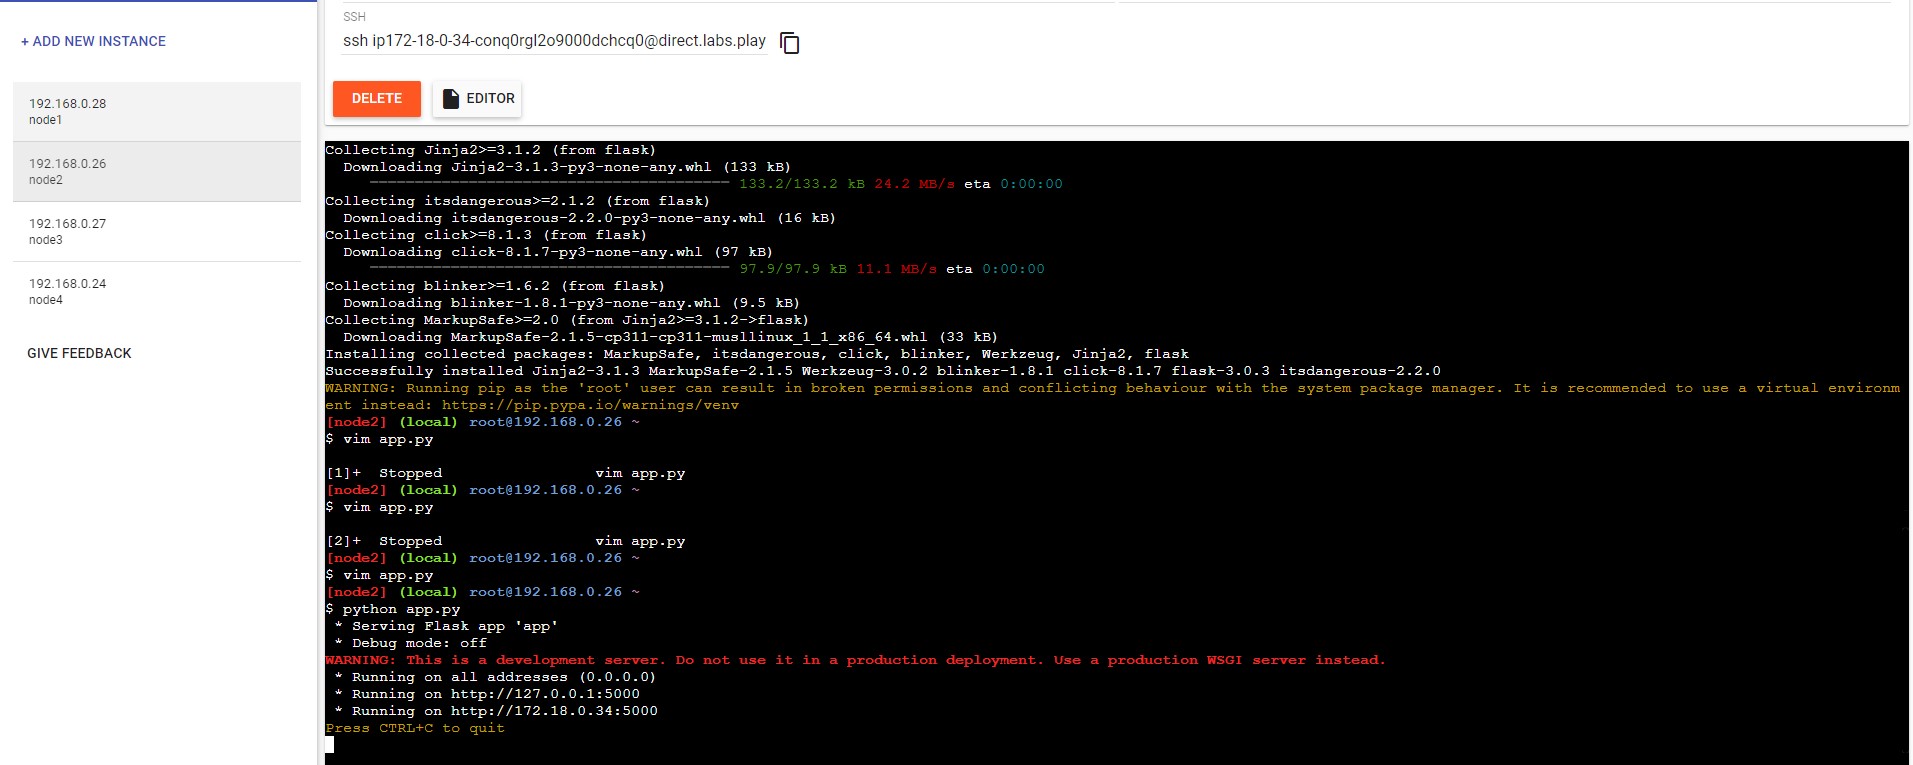 + ADD NEW INSTANCE
192.168.0.28
node1
192.168.0.26
node2
192.168.0.27
node3
192.168.0.24
node4
GIVE FEEDBACK
SSH
ssh ip172-18-0-34-conq0rgl2o9000dchcq0@direct.labs.play
DELETE
EDITOR
Collecting Jinja2>=3.1.2 (from flask)
Downloading Jinja2-3.1.3-py3-none-any.whl (133 kB)
133.2/133.2 kB 24.2 MB/s eta 0:00:00
Collecting itsdangerous>=2.1.2 (from flask)
Downloading itsdangerous-2.2.0-py3-none-any.whl (16 kB)
Collecting click>=8.1.3 (from flask)
Downloading click-8.1.7-py3-none-any.whl (97 kB)
97.9/97.9 kB 11.1 MB/s eta 0:00:00
Collecting blinker>=1.6.2 (from flask)
Downloading blinker-1.8.1-py3-none-any.whl (9.5 kB)
Collecting MarkupSafe>=2.0 (from Jinja2>=3.1.2->flask)
Downloading MarkupSafe-2.1.5-cp311-cp311-musllinux_1_1_x86_64.whl (33 kB)
Installing collected packages: MarkupSafe, itsdangerous, click, blinker, Werkzeug, Jinja2, flask
Successfully installed Jinja2-3.1.3 MarkupSafe-2.1.5 Werkzeug-3.0.2 blinker-1.8.1 click-8.1.7 flask-3.0.3 itsdangerous-2.2.0
WARNING: Running pip as the 'root' user can result in broken permissions and conflicting behaviour with the system package manager. It is recommended to use a virtual environm
ent instead: https://pip.pypa.io/warnings/venv
[node2] (local) root@192.168.0.26 ~
$ vim app.py
[1]+  Stopped                 vim app.py
[node2] (local) root@192.168.0.26 ~
$ vim app.py
[2]+  Stopped                 vim app.py
[node2] (local) root@192.168.0.26 ~
$ vim app.py
[node2] (local) root@192.168.0.26 ~
$ python app.py
* Serving Flask app 'app'
* Debug mode: off
WARNING: This is a development server. Do not use it in a production deployment. Use a production WSGI server instead.
* Running on all addresses (0.0.0.0)
* Running on http://127.0.0.1:5000
* Running on http://172.18.0.34:5000
Press CTRL+C to quit